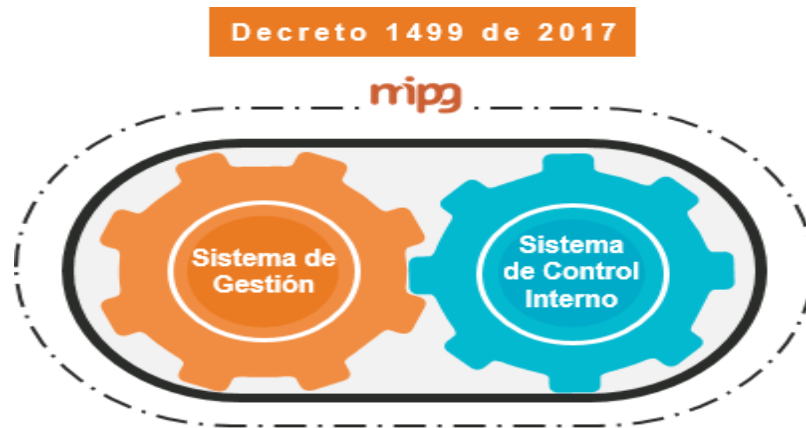 Decreto 1499 de 2017
mipg
Sistema de
Gestión
Sistema
de Control
Interno